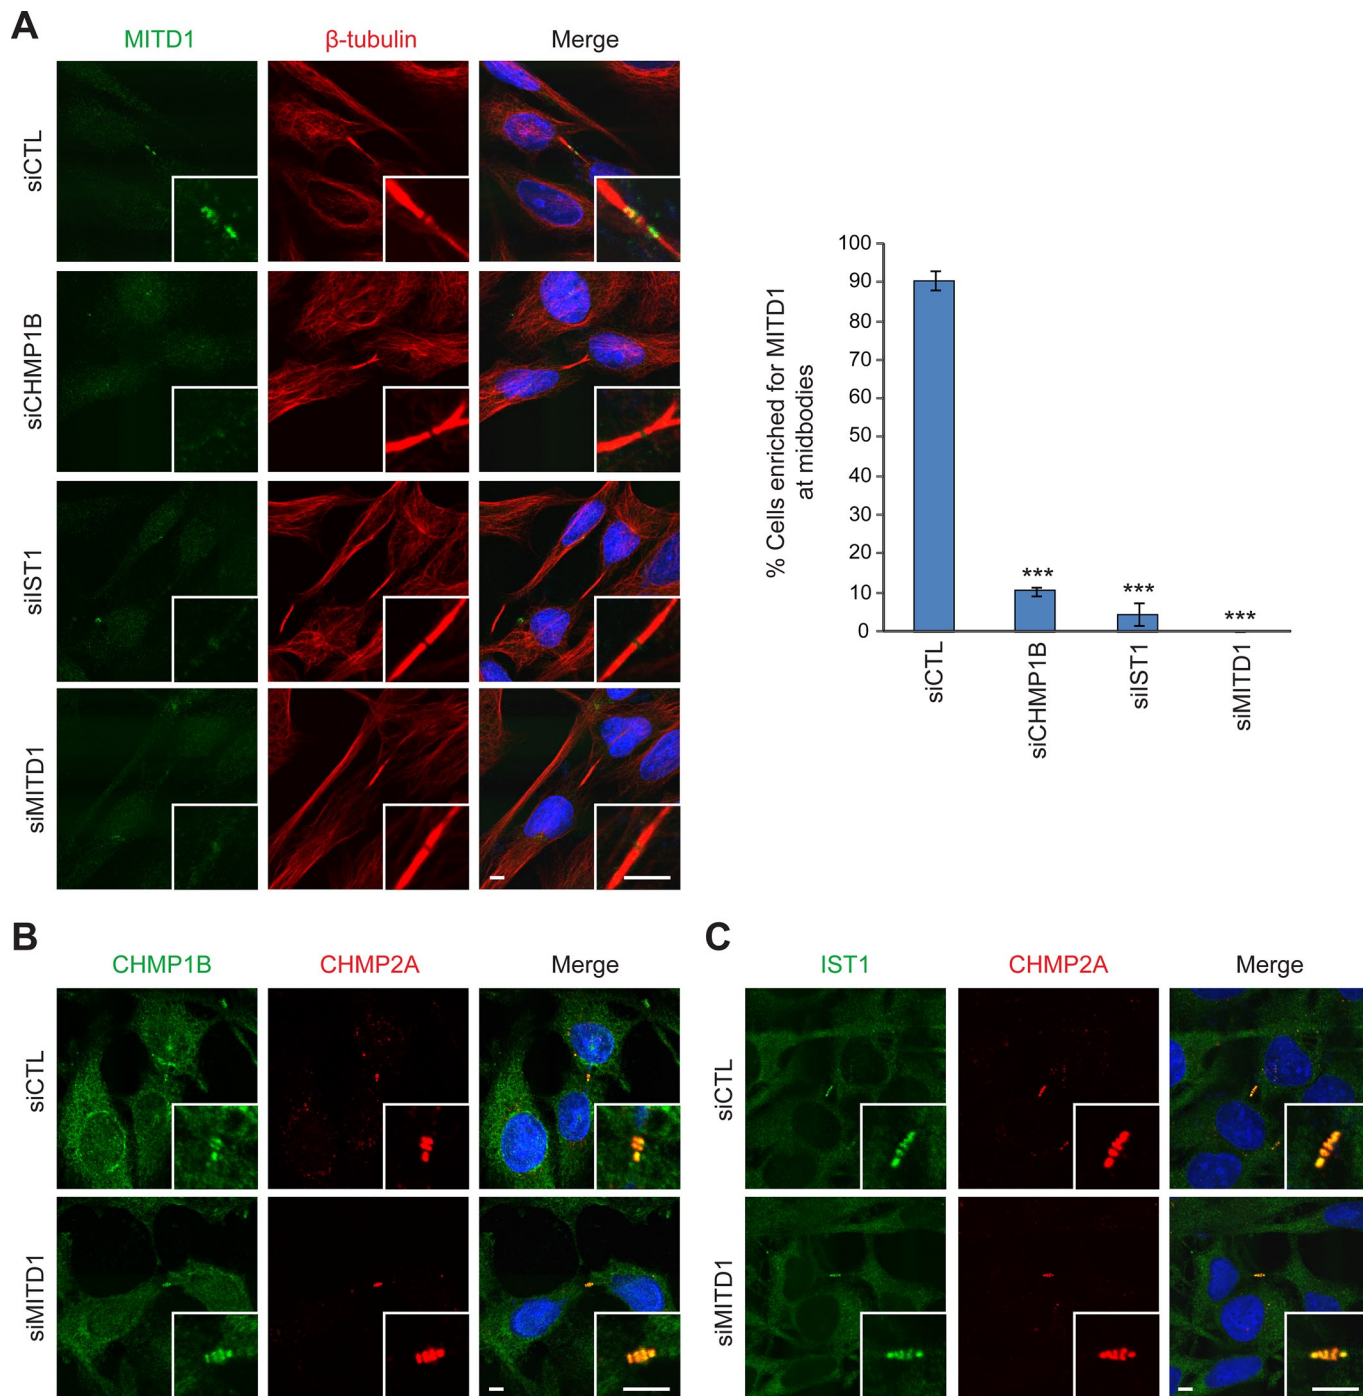 A
MITD1
β-tubulin
Merge
siCTL
siCHMP1B
siIST1
siMITD1
% Cells enriched for MITD1
at midbodies
100
90
80
70
60
50
40
30
20
10
0
***
***
***
siCTL
siCHMP1B
siIST1
siMITD1
B
CHMP1B
CHMP2A
Merge
siCTL
siMITD1
C
IST1
CHMP2A
Merge
siCTL
siMITD1